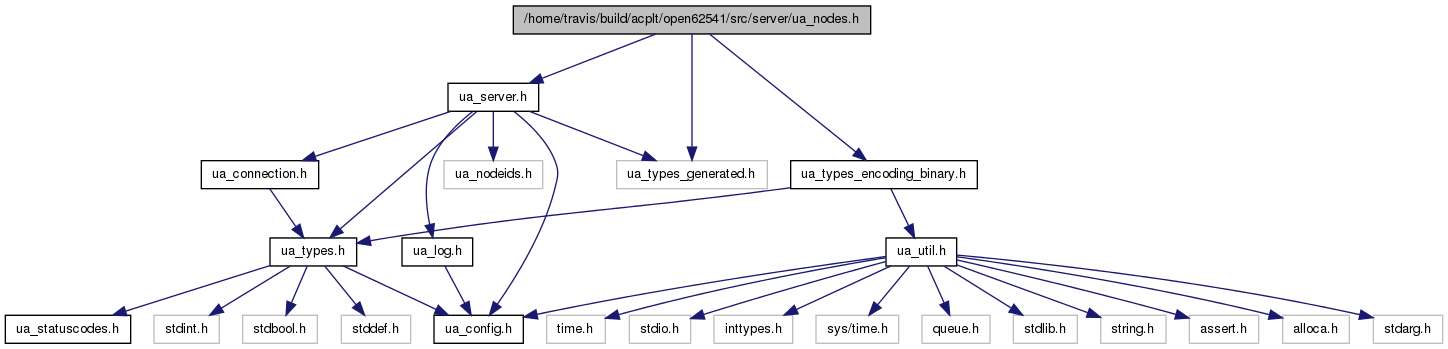 /home/travis/build/acplt/open62541/src/server/ua_nodes.h
ua_server.h
ua_connection.h
ua_nodeids.h
ua_types_generated.h
ua_types_encoding_binary.h
ua_types.h
ua_log.h
ua_util.h
ua_statuscodes.h
stdint.h
stdbool.h
stddef.h
ua_config.h
time.h
stdio.h
inttypes.h
sys/time.h
queue.h
stdlib.h
string.h
assert.h
alloca.h
stdarg.h